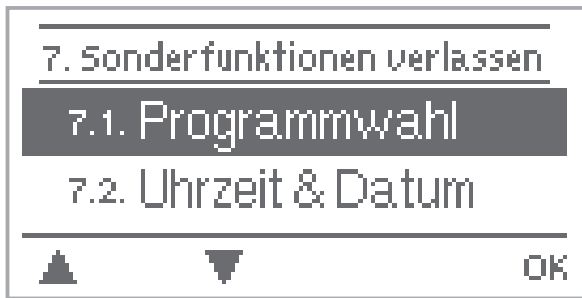 7. Sonderfunktionen verlassen
7.1. Programmwahl
7.2. Uhrzeit & Datum
OK